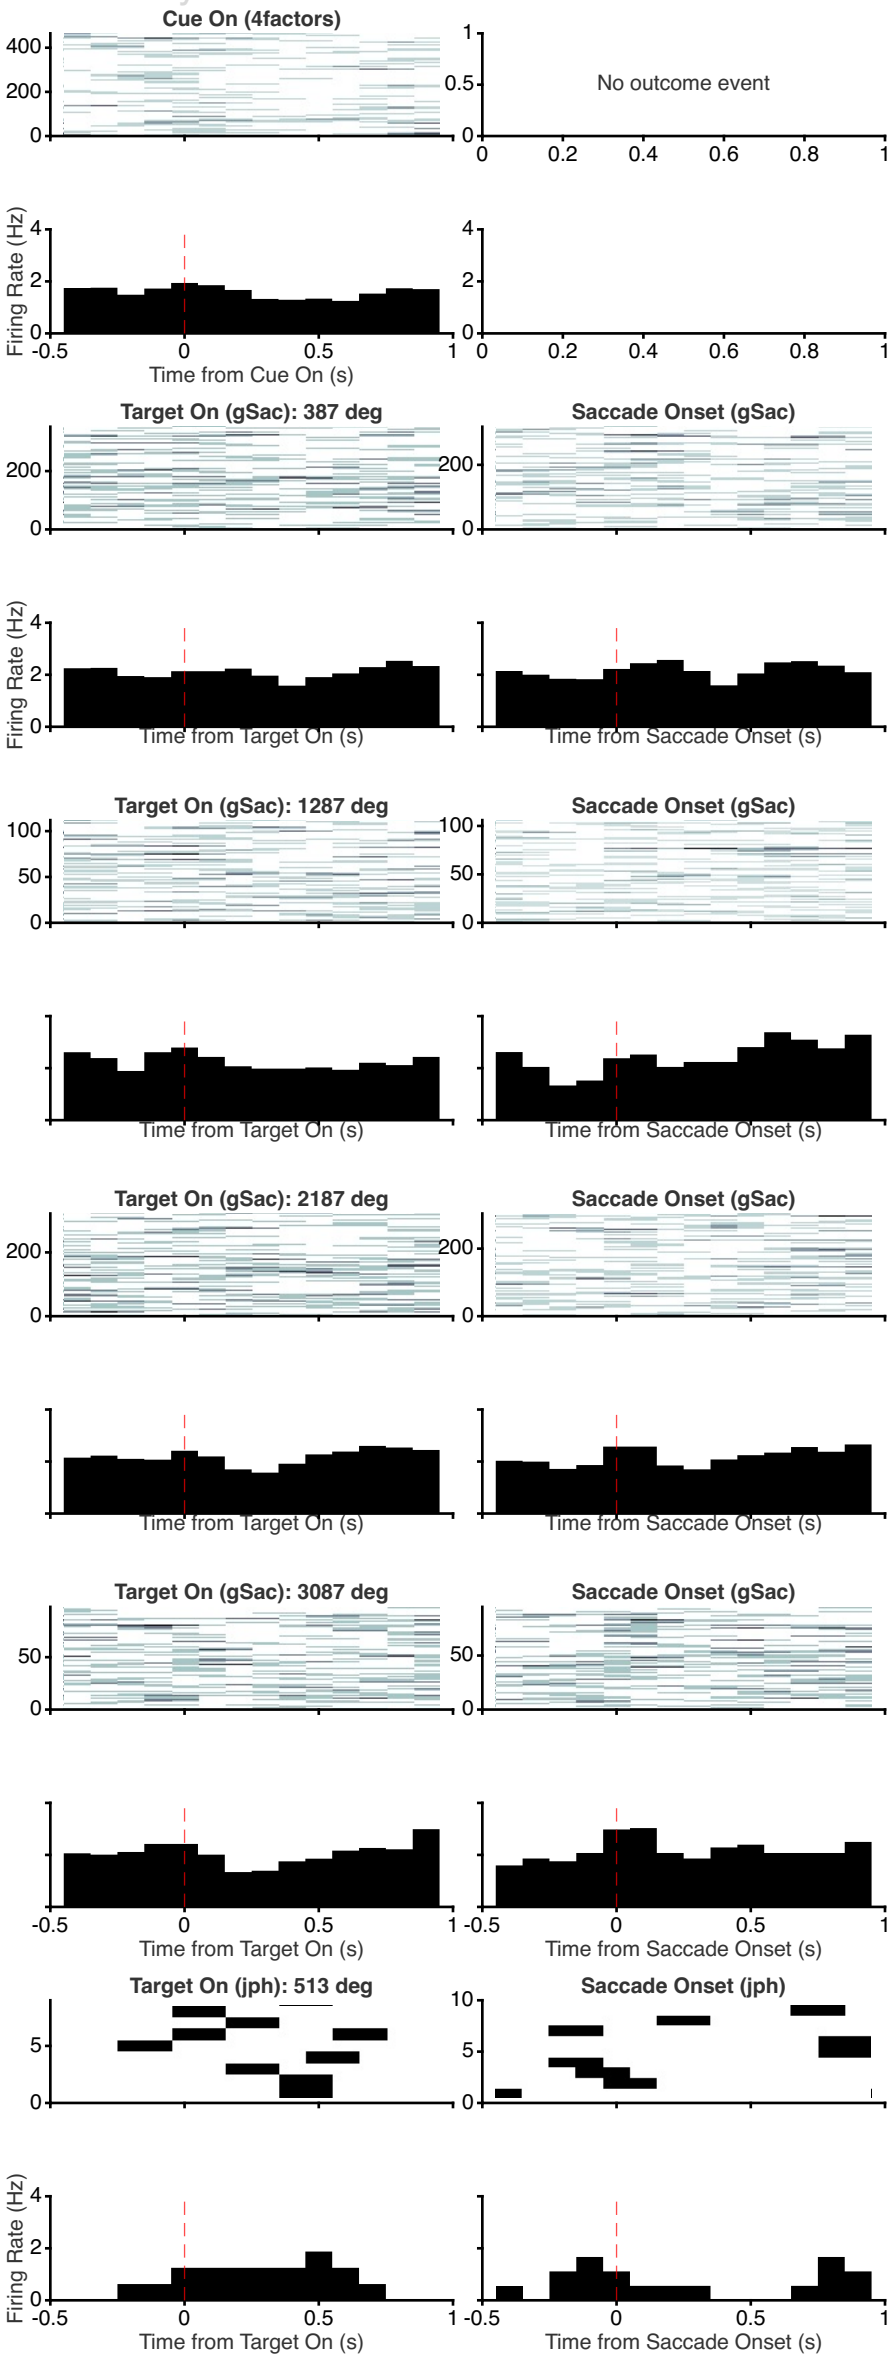 Cue On (4factors)
400
200
0
1
0.5
0
No outcome event
0 0.2 0.4 0.6 0.8 1
Firing Rate (Hz)
4
2
0
-0.5 0 0.5 1
Time from Cue On (s)
4
2
0
0 0.2 0.4 0.6 0.8 1
Target On (gSac): 387 deg
200
0
Saccade Onset (gSac)
200
0
Firing Rate (Hz)
4
2
0
Time from Target On (s)
Time from Saccade Onset (s)
Target On (gSac): 1287 deg
100
50
0
1
Saccade Onset (gSac)
100
50
0
Time from Target On (s)
Time from Saccade Onset (s)
Target On (gSac): 2187 deg
200
0
Saccade Onset (gSac)
200
0
Time from Target On (s)
Time from Saccade Onset (s)
Target On (gSac): 3087 deg
50
0
Saccade Onset (gSac)
50
0
-0.5 0 0.5 1
Time from Target On (s)
-0.5 0 0.5 1
Time from Saccade Onset (s)
Target On (jph): 513 deg
5
0
Saccade Onset (jph)
10
5
0
Firing Rate (Hz)
4
2
0
-0.5 0 0.5 1
Time from Target On (s)
-0.5 0 0.5 1
Time from Saccade Onset (s)